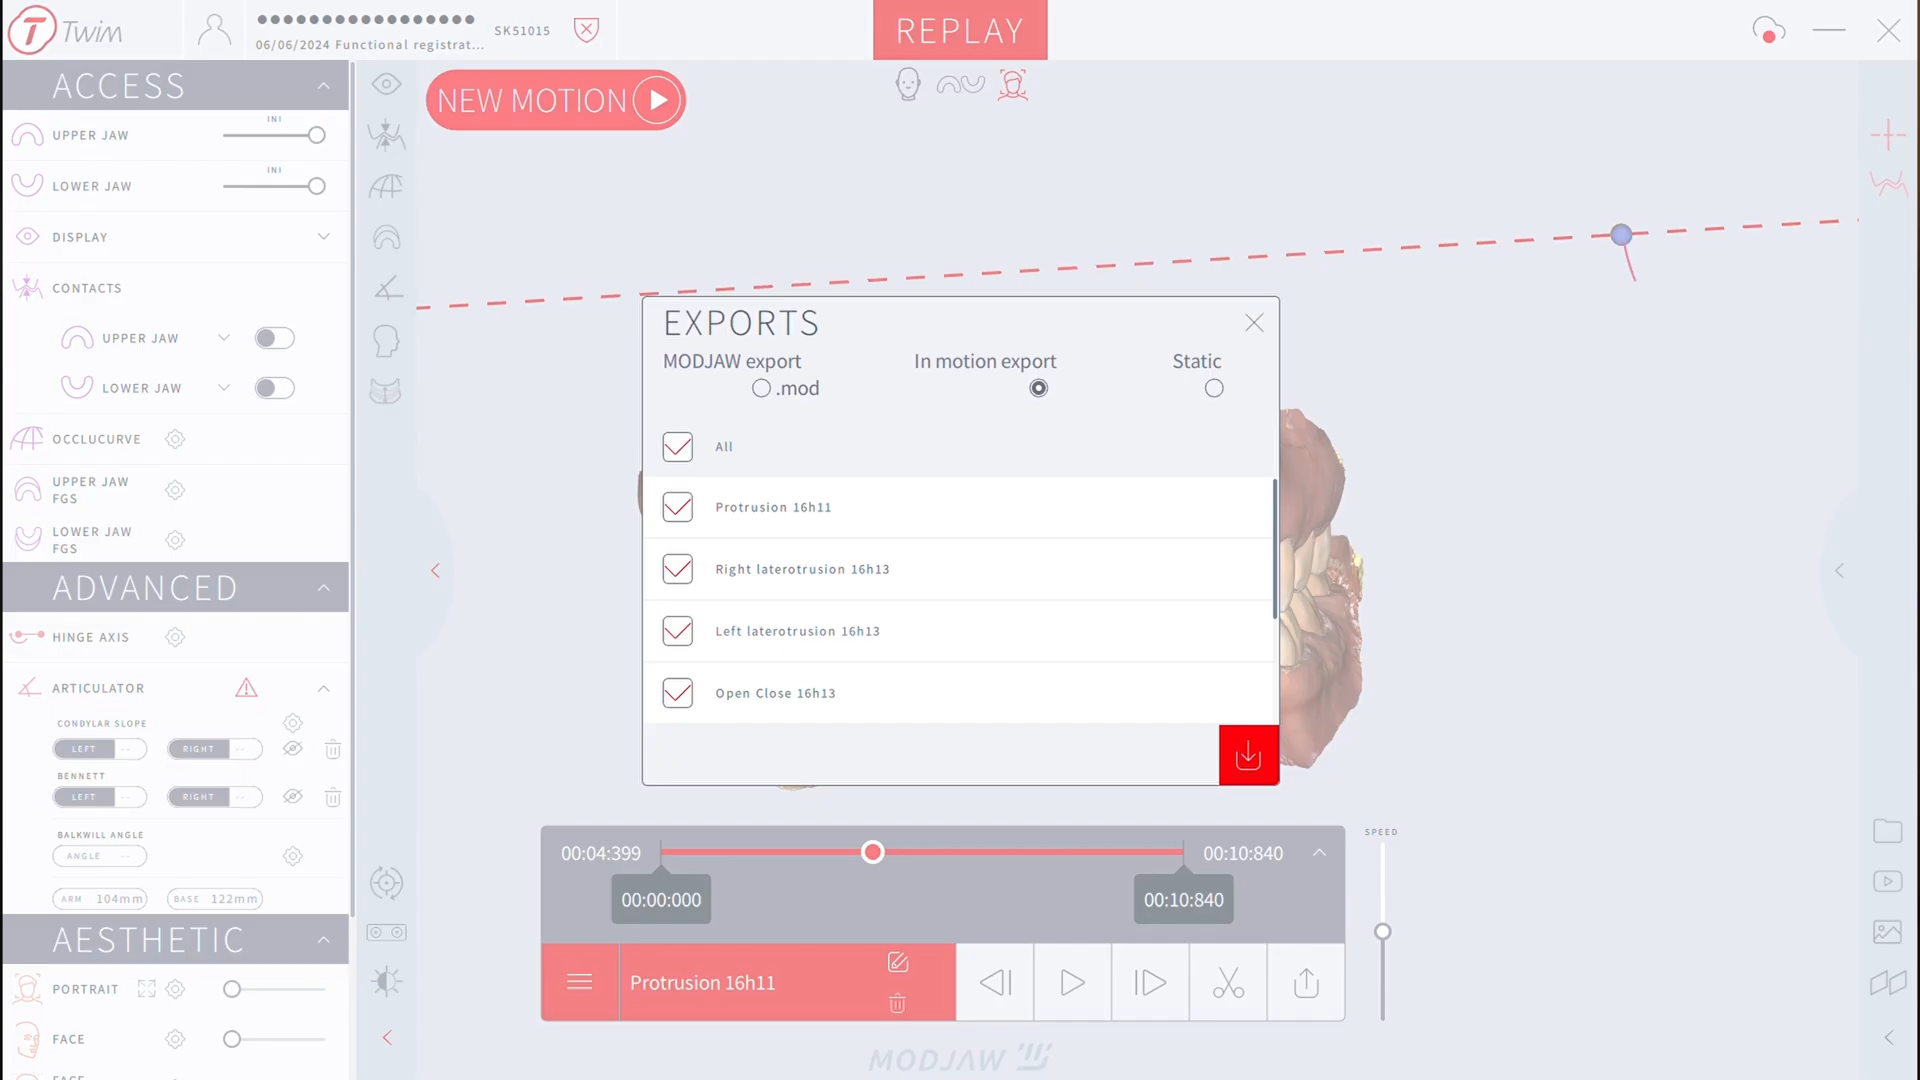 Twim
●●●●●●●●●●●●●●●●●
06/06/2024 Functional registrat...
SK51015
REPLAY
ACCESS
INI
UPPER JAW
INI
LOWER JAW
DISPLAY
CONTACTS
UPPER JAW
LOWER JAW
OCCLUCURVE
UPPER JAW
FGS
LOWER JAW
FGS
ADVANCED
HINGE AXIS
ARTICULATOR
CONDYLAR SLOPE
LEFT -- RIGHT --
BENNETT
LEFT -- RIGHT --
BALKWILL ANGLE
ANGLE --
ARM 104mm BASE 122mm
AESTHETIC
PORTRAIT
FACE
NEW MOTION
EXPORTS
MODJAW export In motion export Static
.mod
All
Protrusion 16h11
Right laterotrusion 16h13
Left laterotrusion 16h13
Open Close 16h13
00:04:399 00:10:840
00:00:000 00:10:840
SPEED
Protrusion 16h11
MODJAW